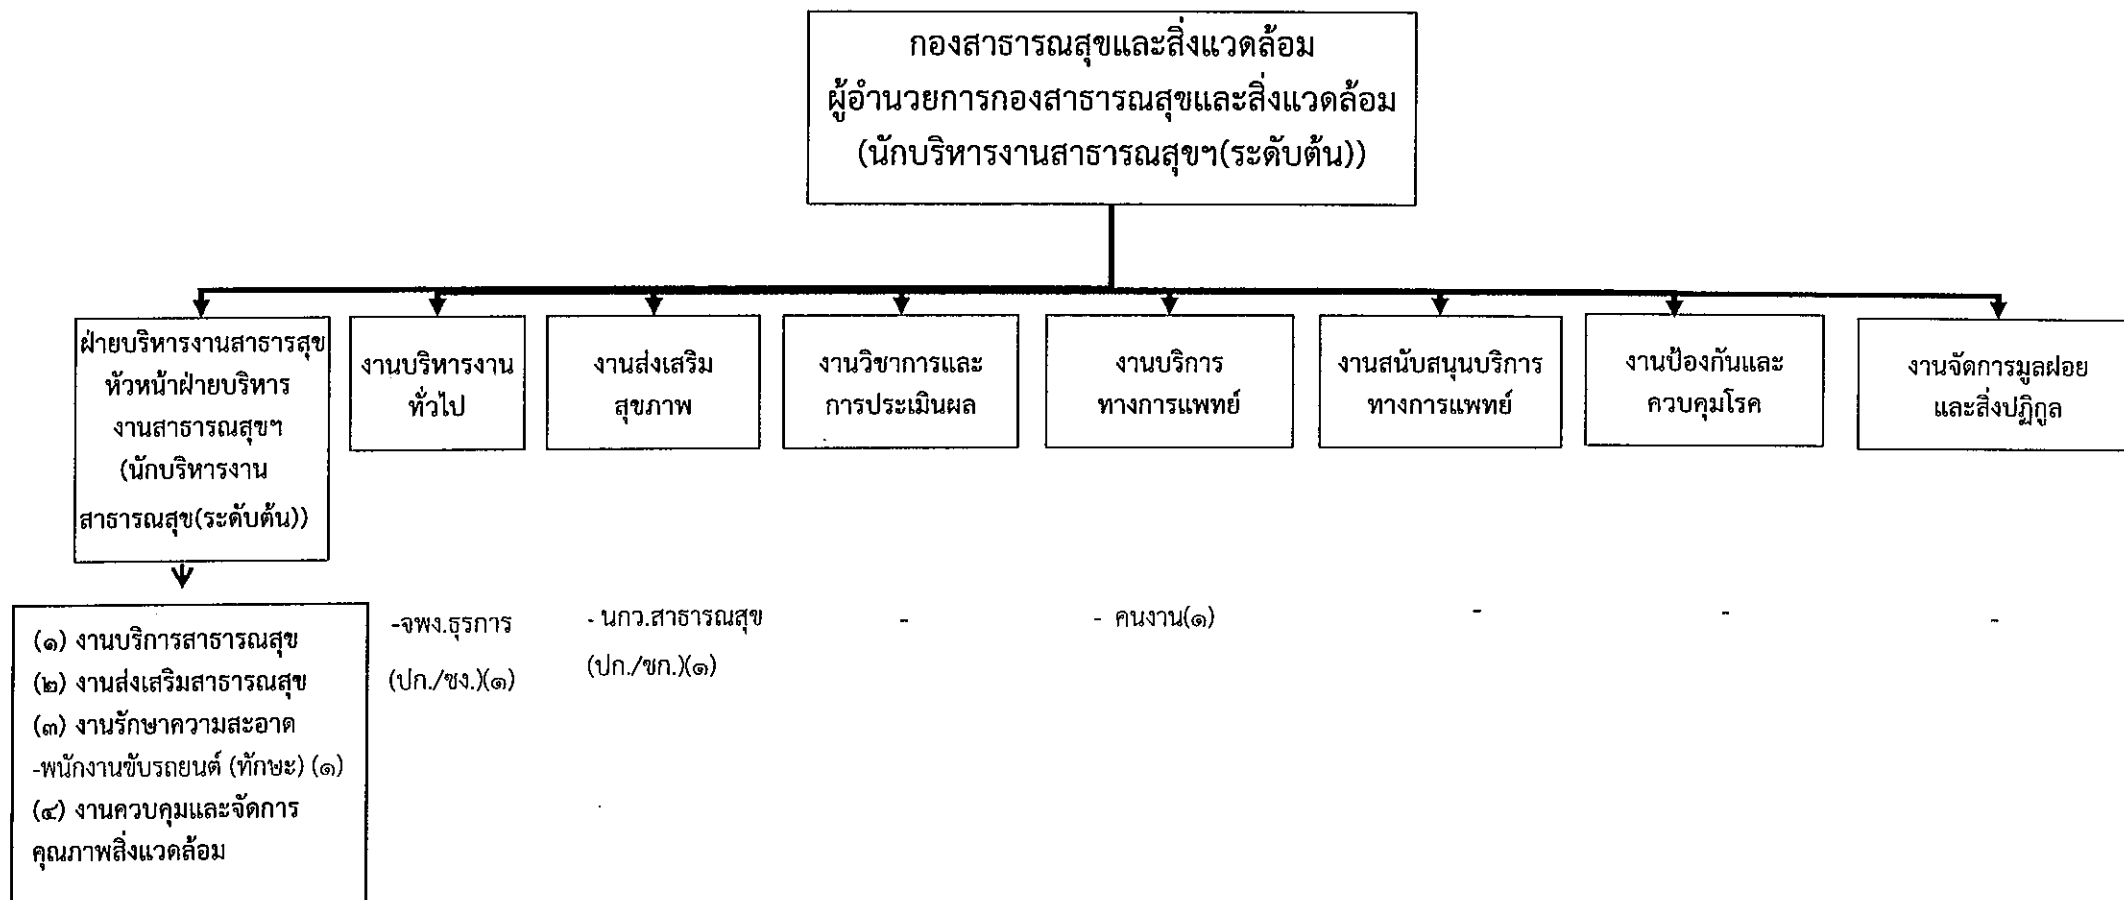 กองสาธารณสุขและสิ่งแวดล้อม
ผู้อำนวยการกองสาธารณสุขและสิ่งแวดล้อม
(นักบริหารงานสาธารณสุขฯ(ระดับต้น))
ฝ่ายบริหารงานสาธารสุข
หัวหน้าฝ่ายบริหาร
งานสาธารณสุขฯ
(นักบริหารงาน
สาธารณสุข(ระดับต้น))
งานบริหารงาน
ทั่วไป
งานส่งเสริม
สุขภาพ
งานวิชาการและ
การประเมินผล
งานบริการ
ทางการแพทย์
งานสนับสนุนบริการ
ทางการแพทย์
งานป้องกันและ
ควบคุมโรค
งานจัดการมูลฝอย
และสิ่งปฏิกูล
(๑) งานบริการสาธารณสุข
(๒) งานส่งเสริมสาธารณสุข
(๓) งานรักษาความสะอาด
-พนักงานขับรถยนต์ (ทักษะ) (๑)
(๔) งานควบคุมและจัดการ
คุณภาพสิ่งแวดล้อม
-จพง.ธุรการ
(ปก./ชง.)(๑)
- นกว.สาธารณสุข
(ปก./ชก.)(๑)
-
- คนงาน(๑)
-
-
-